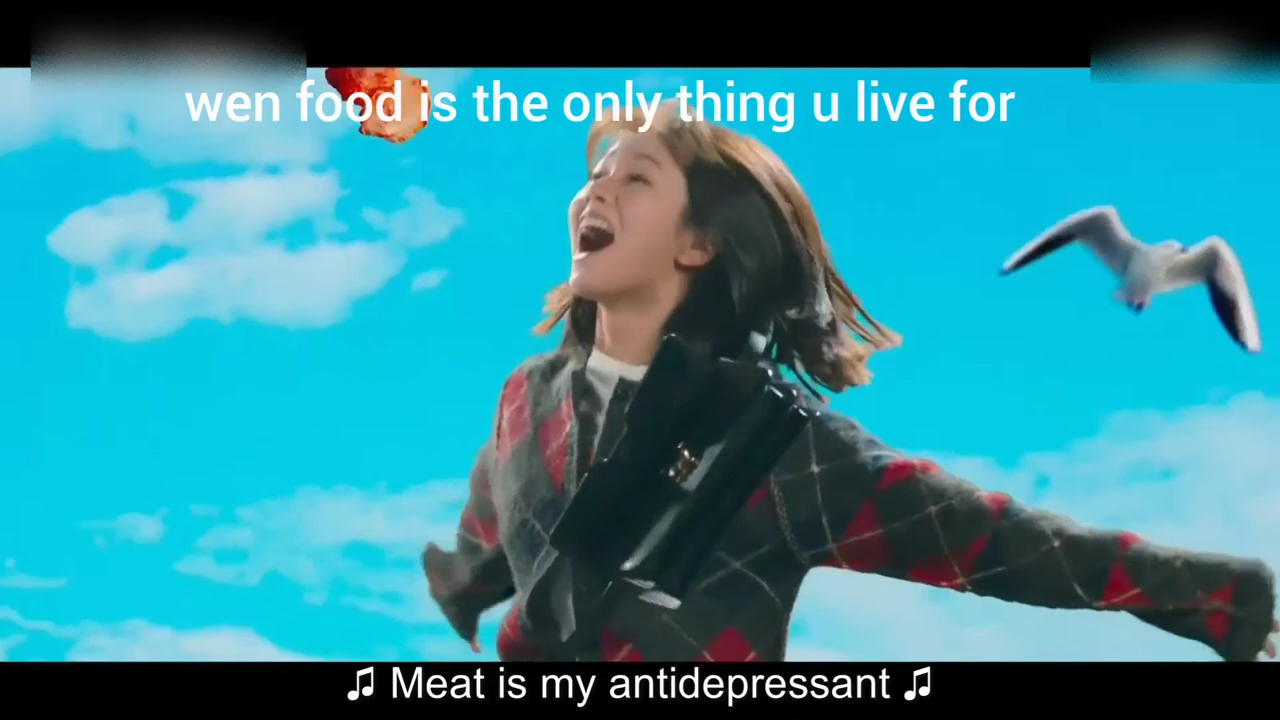 wen food is the only thing u live for
♫ Meat is my antidepressant ♫